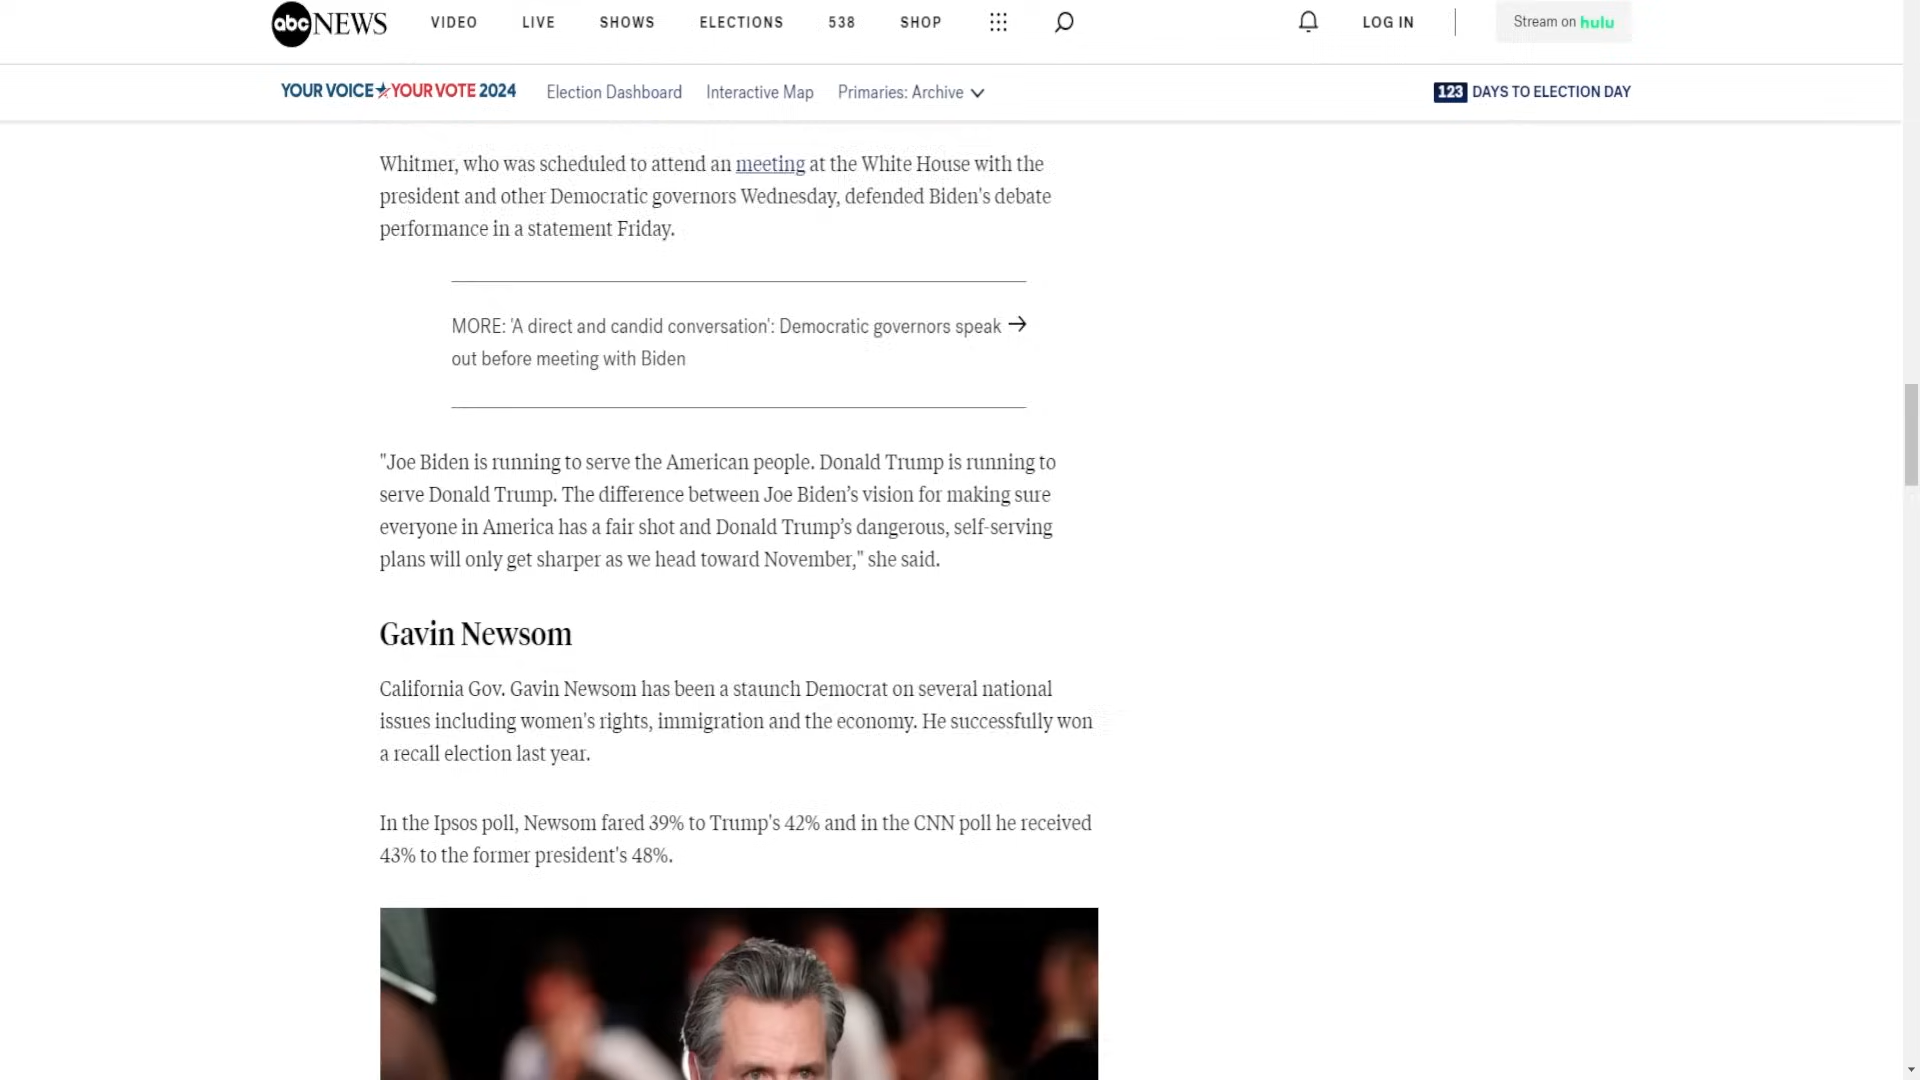 abc NEWS VIDEO LIVE SHOWS ELECTIONS 538 SHOP LOG IN Stream on hulu
YOUR VOICE YOUR VOTE 2024 Election Dashboard Interactive Map Primaries: Archive 123 DAYS TO ELECTION DAY
Whitmer, who was scheduled to attend an meeting at the White House with the
president and other Democratic governors Wednesday, defended Biden's debate
performance in a statement Friday.
MORE: 'A direct and candid conversation': Democratic governors speak
out before meeting with Biden
"Joe Biden is running to serve the American people. Donald Trump is running to
serve Donald Trump. The difference between Joe Biden’s vision for making sure
everyone in America has a fair shot and Donald Trump’s dangerous, self-serving
plans will only get sharper as we head toward November," she said.
Gavin Newsom
California Gov. Gavin Newsom has been a staunch Democrat on several national
issues including women's rights, immigration and the economy. He successfully won
a recall election last year.
In the Ipsos poll, Newsom fared 39% to Trump's 42% and in the CNN poll he received
43% to the former president's 48%.